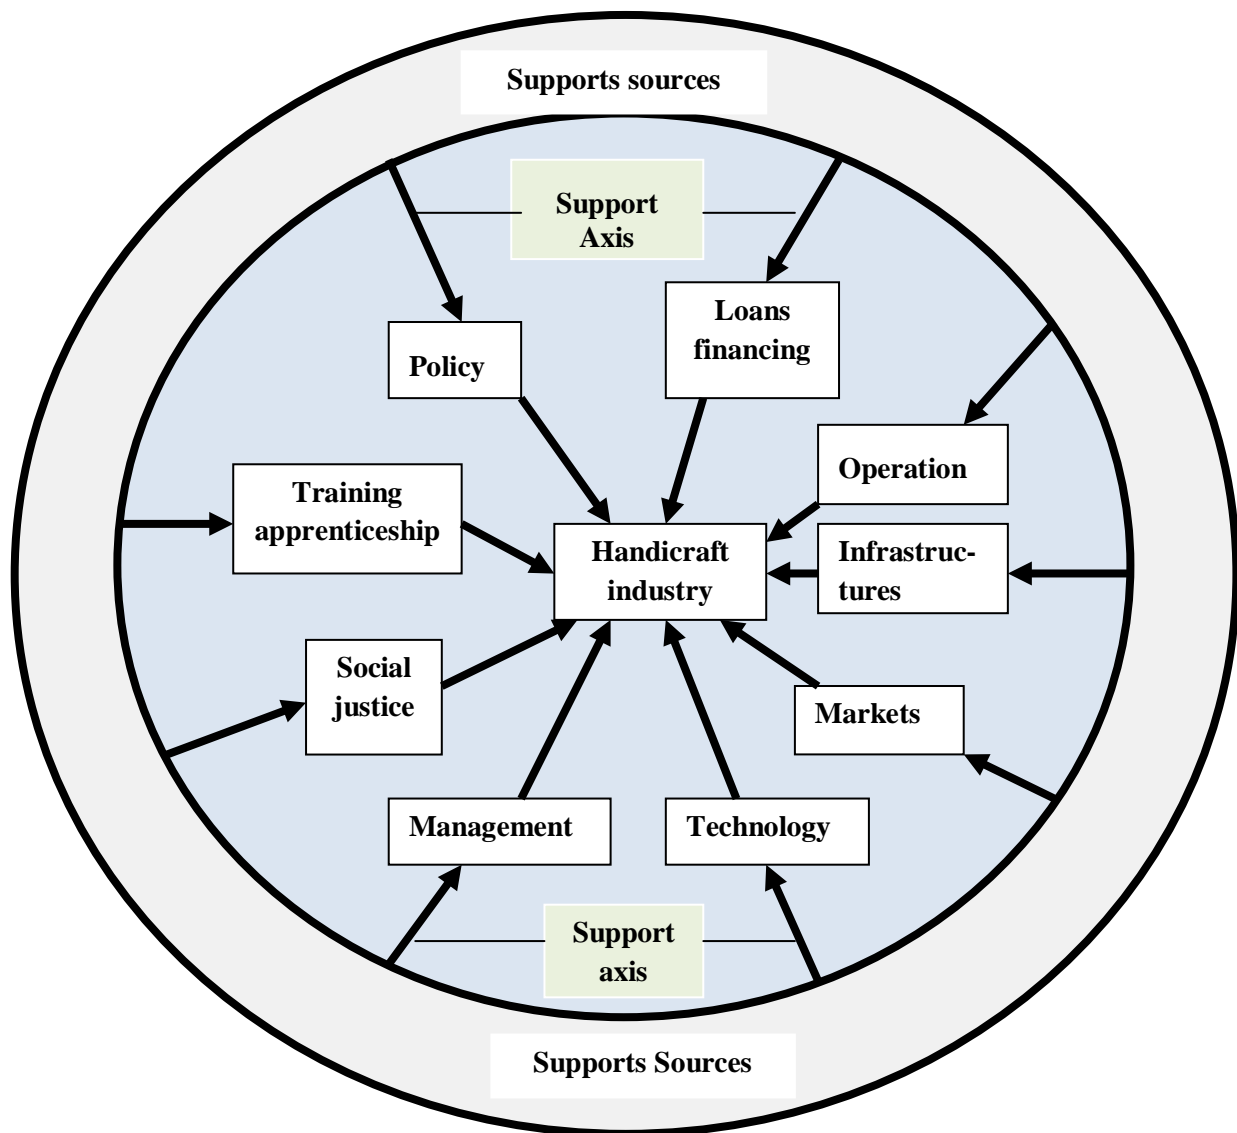 Supports sources
Support
Axis
Loans
financing
Policy
Operation
Training
apprenticeship
Handicraft
industry
Infrastruc-
tures
Social
justice
Markets
Management
Technology
Support
axis
Supports Sources